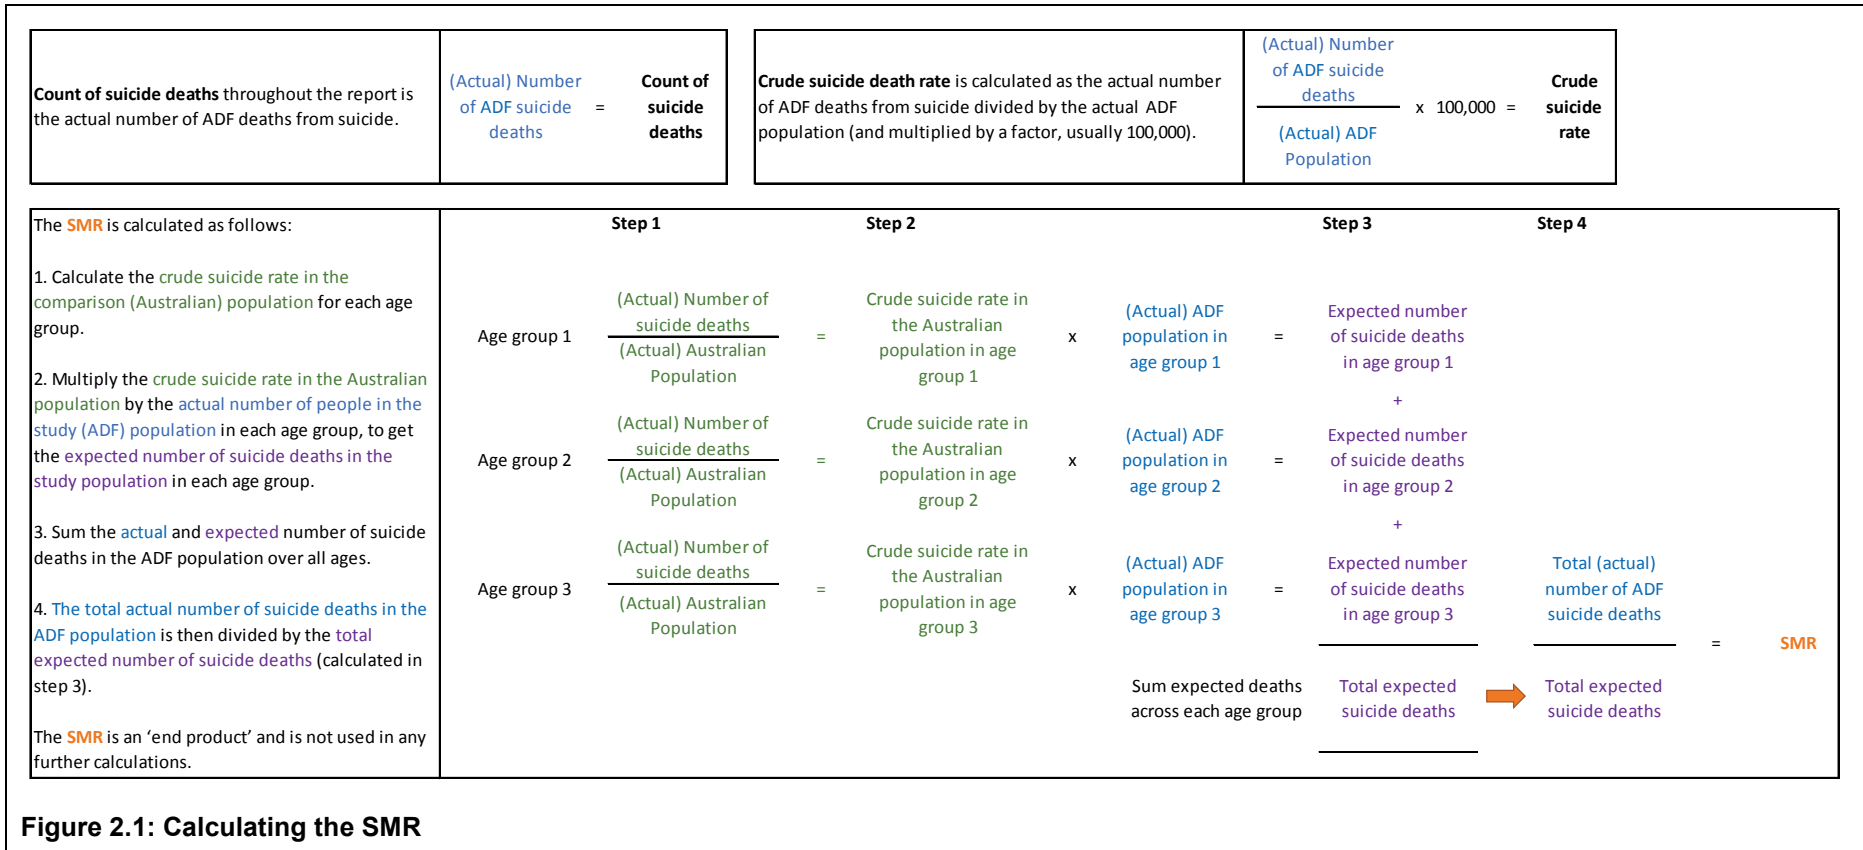 Count of suicide deaths throughout the report is
the actual number of ADF deaths from suicide.
(Actual) Number
of ADF suicide
deaths
=
Count of
suicide
deaths
Crude suicide death rate is calculated as the actual number
of ADF deaths from suicide divided by the actual ADF
population (and multiplied by a factor, usually 100,000).
(Actual) Number
of ADF suicide
deaths
(Actual) ADF
Population
x 100,000 =
Crude
suicide
rate
The SMR is calculated as follows:
1. Calculate the crude suicide rate in the
comparison (Australian) population for each age
group.
2. Multiply the crude suicide rate in the Australian
population by the actual number of people in the
study (ADF) population in each age group, to get
the expected number of suicide deaths in the
study population in each age group.
3. Sum the actual and expected number of suicide
deaths in the ADF population over all ages.
4. The total actual number of suicide deaths in the
ADF population is then divided by the total
expected number of suicide deaths (calculated in
step 3).
The SMR is an ‘end product’ and is not used in any
further calculations.
Step 1
Step 2
Step 3
Step 4
Age group 1
(Actual) Number of
suicide deaths
(Actual) Australian
Population
=
Crude suicide rate in
the Australian
population in age
group 1
x
(Actual) ADF
population in
age group 1
=
Expected number
of suicide deaths
in age group 1
+
Age group 2
(Actual) Number of
suicide deaths
(Actual) Australian
Population
=
Crude suicide rate in
the Australian
population in age
group 2
x
(Actual) ADF
population in
age group 2
=
Expected number
of suicide deaths
in age group 2
+
Age group 3
(Actual) Number of
suicide deaths
(Actual) Australian
Population
=
Crude suicide rate in
the Australian
population in age
group 3
x
(Actual) ADF
population in
age group 3
=
Expected number
of suicide deaths
in age group 3
Total (actual)
number of ADF
suicide deaths
=
SMR
Sum expected deaths
across each age group
Total expected
suicide deaths
Total expected
suicide deaths
Figure 2.1: Calculating the SMR